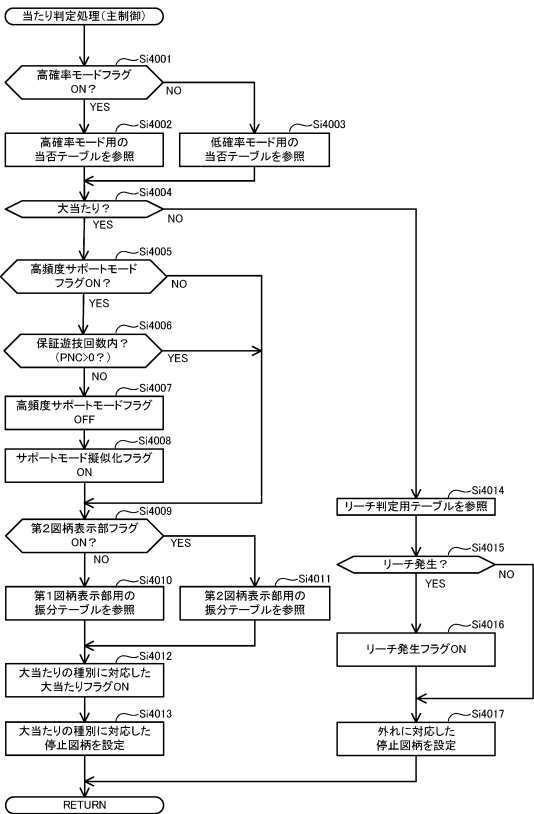 当たり判定処理(主制御)
Si4001
高確率モードフラグ
ON?
NO
YES
Si4002
高確率モード用の
当否テーブルを参照
Si4003
低確率モード用の
当否テーブルを参照
Si4004
大当たり?
NO
YES
Si4005
高頻度サポートモード
フラグON?
NO
YES
Si4006
保証遊技回数内?
(PNC>0?)
YES
NO
Si4007
高頻度サポートモードフラグ
OFF
Si4008
サポートモード擬似化フラグ
ON
Si4009
第2図柄表示部フラグ
ON?
YES
NO
Si4010
第1図柄表示部用の
振分テーブルを参照
Si4011
第2図柄表示部用の
振分テーブルを参照
Si4012
大当たりの種別に対応した
大当たりフラグON
Si4013
大当たりの種別に対応した
停止図柄を設定
Si4014
リーチ判定用テーブルを参照
Si4015
リーチ発生?
NO
YES
Si4016
リーチ発生フラグON
Si4017
外れに対応した
停止図柄を設定
RETURN